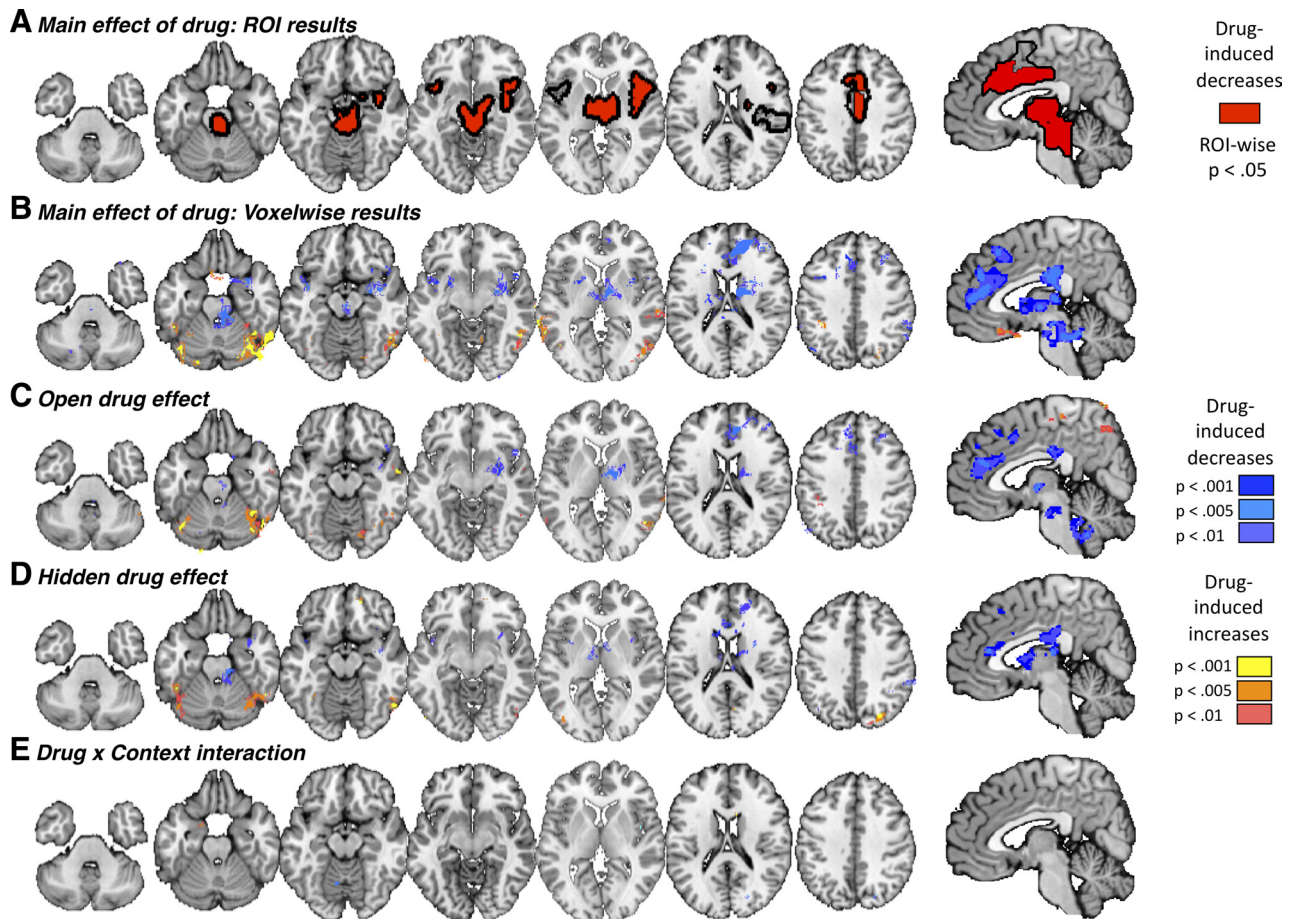 A Main effect of drug: ROI results
Drug-
induced
decreases
ROI-wise
p < .05
B Main effect of drug: Voxelwise results
C Open drug effect
Drug-
induced
decreases
p < .001
p < .005
p < .01
D Hidden drug effect
Drug-
induced
increases
p < .001
p < .005
p < .01
E Drug x Context interaction